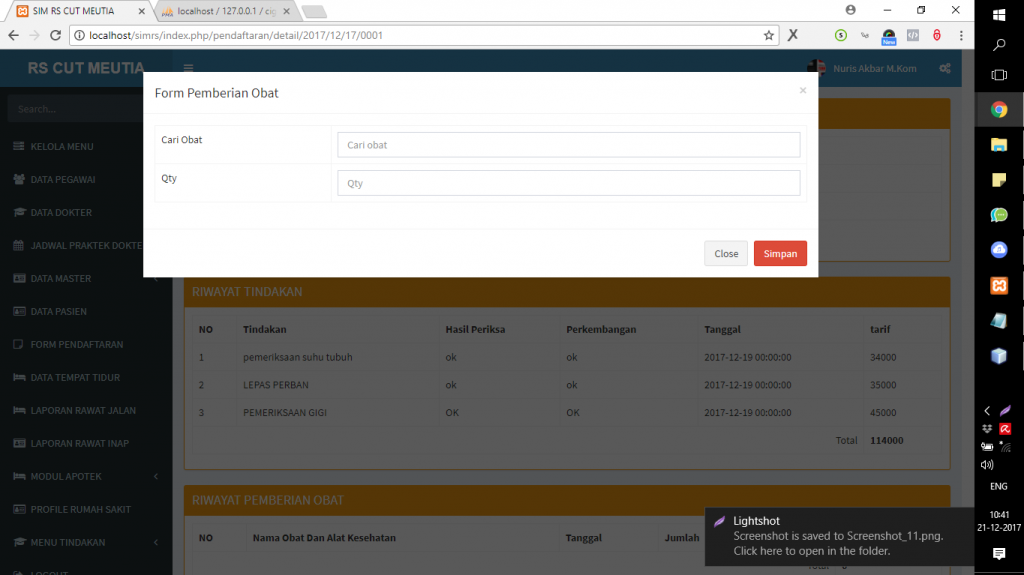 SIM RS CUT MEUTIA
localhost / 127.0.0.1 / cig
localhost/simrs/index.php/pendaftaran/detail/2017/12/17/0001
New
RS CUT MEUTIA
Nuris Akbar M.Kom
Form Pemberian Obat
×
Search...
Cari Obat
Cari obat
Qty
Qty
Close
Simpan
KELOLA MENU
DATA PEGAWAI
DATA DOKTER
JADWAL PRAKTEK DOKTE
DATA MASTER
DATA PASIEN
FORM PENDAFTARAN
DATA TEMPAT TIDUR
LAPORAN RAWAT JALAN
LAPORAN RAWAT INAP
MODUL APOTEK
PROFILE RUMAH SAKIT
MENU TINDAKAN
LOGOUT
RIWAYAT TINDAKAN
NO Tindakan Hasil Periksa Perkembangan Tanggal tarif
1 pemeriksaan suhu tubuh ok ok 2017-12-19 00:00:00 34000
2 LEPAS PERBAN ok ok 2017-12-19 00:00:00 35000
3 PEMERIKSAAN GIGI OK OK 2017-12-19 00:00:00 45000
Total 114000
RIWAYAT PEMBERIAN OBAT
NO Nama Obat Dan Alat Kesehatan Tanggal Jumlah
Lightshot
Screenshot is saved to Screenshot_11.png.
Click here to open in the folder.
ENG
10:41
21-12-2017